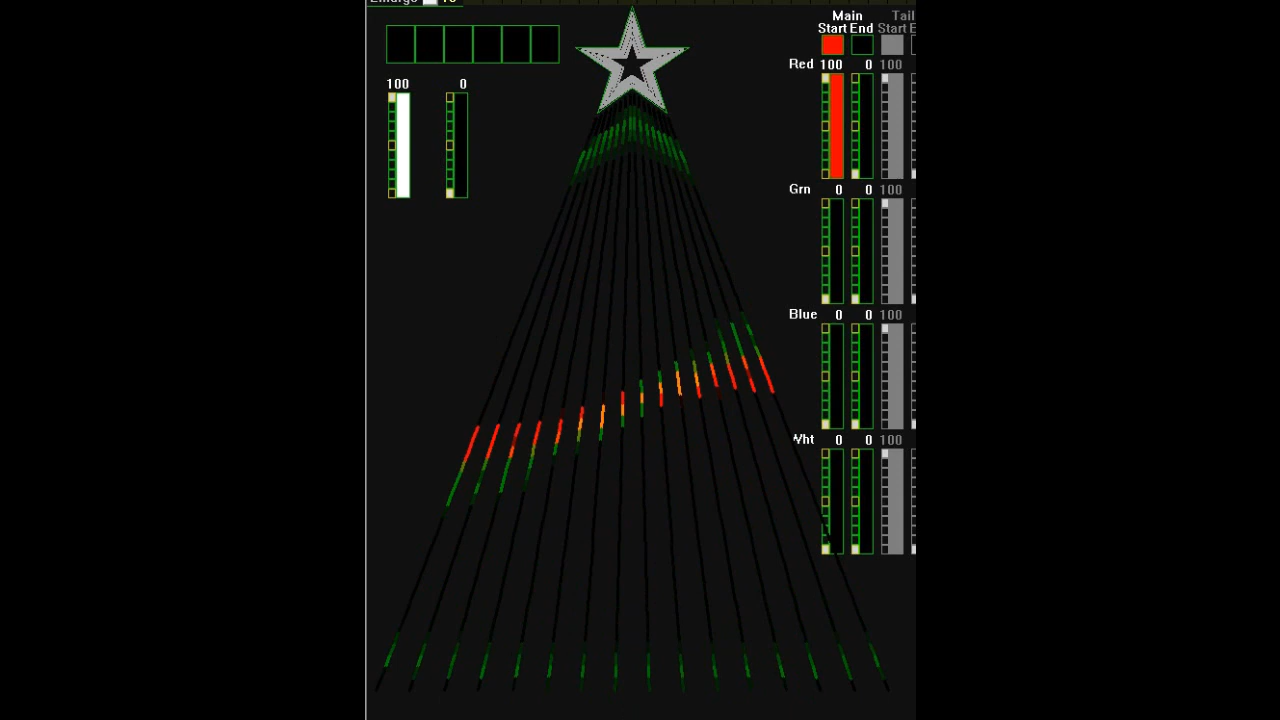 Main Tail
Start End Start
100 0
Red 100 0 100
Grn 0 0 100
Blue 0 0 100
Wht 0 0 100